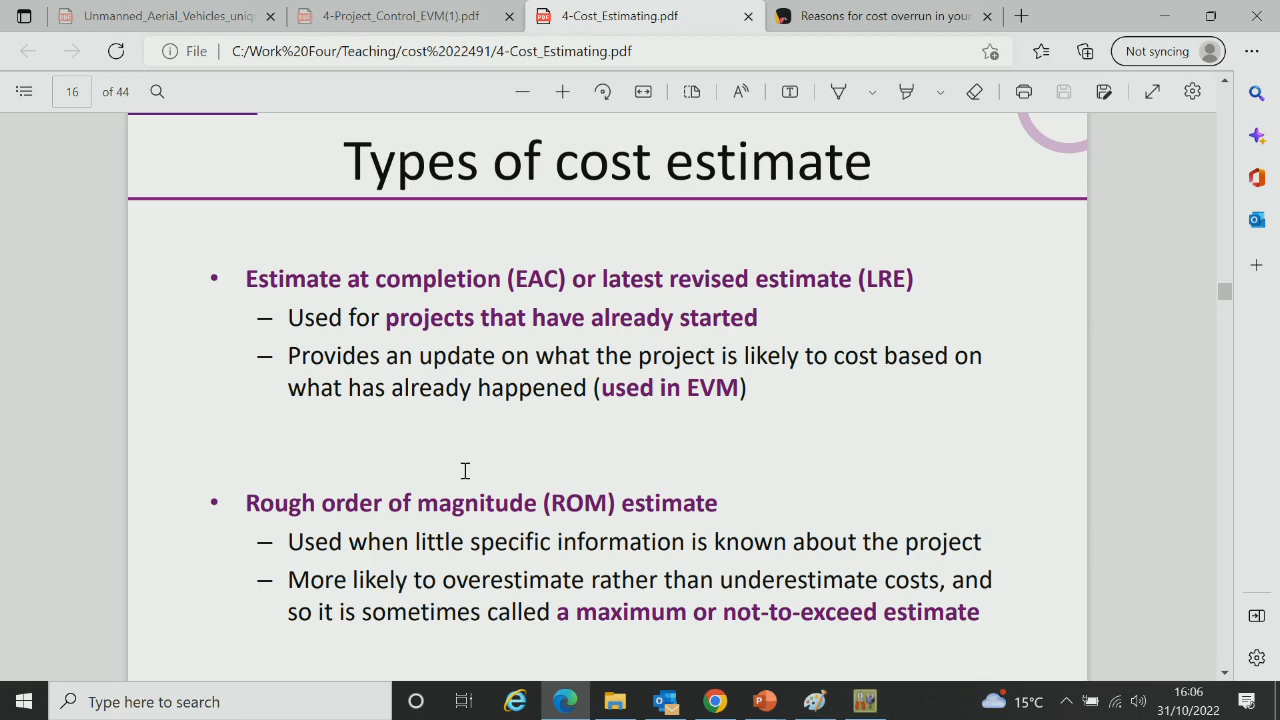 Unmanned_Aerial_Vehicles_uniq
4-Project_Control_EVM(1).pdf
4-Cost_Estimating.pdf
Reasons for cost overrun in your
File
C:/Work%20Four/Teaching/cost%2022491/4-Cost_Estimating.pdf
Not syncing
16 of 44
Types of cost estimate
• Estimate at completion (EAC) or latest revised estimate (LRE)
– Used for projects that have already started
– Provides an update on what the project is likely to cost based on
what has already happened (used in EVM)
• Rough order of magnitude (ROM) estimate
– Used when little specific information is known about the project
– More likely to overestimate rather than underestimate costs, and
so it is sometimes called a maximum or not-to-exceed estimate
Type here to search
15°C
16:06
31/10/2022